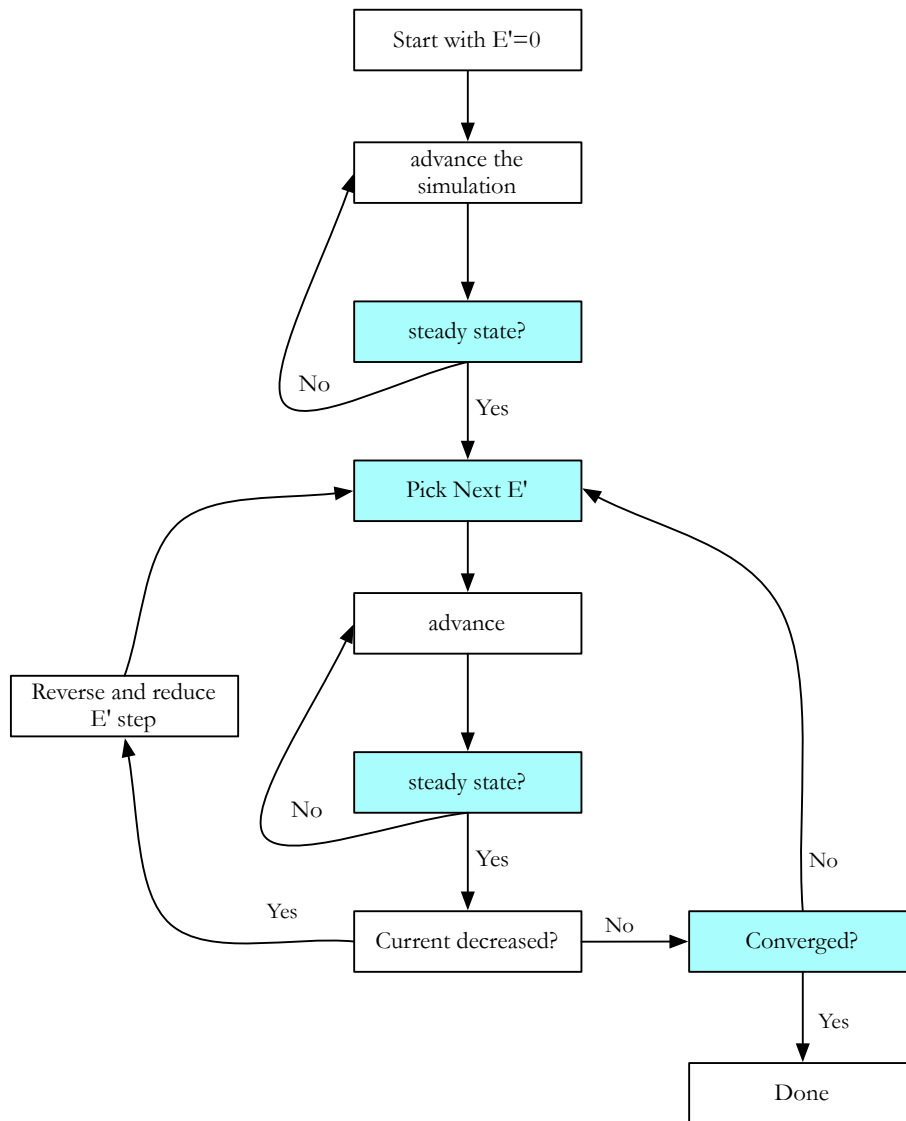 Start with E'=0
advance the
simulation
steady state?
No
Yes
Pick Next E'
advance
Reverse and reduce
E' step
steady state?
No
Yes
No
Yes
Current decreased?
No
Converged?
Yes
Done